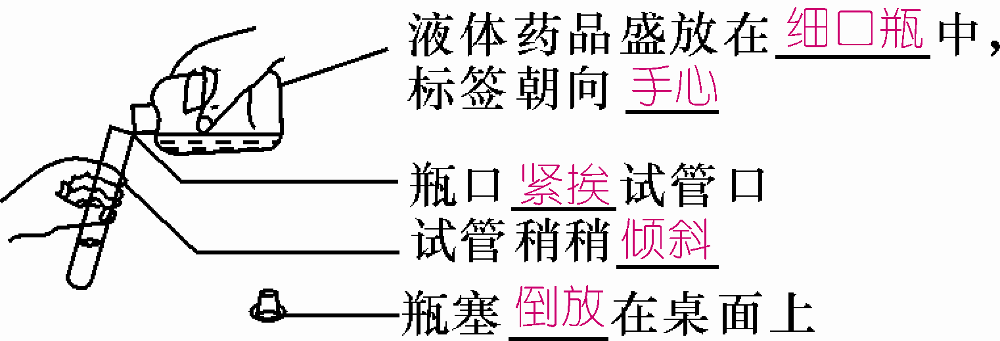 液体药品盛放在细口瓶中,
标签朝向手心
瓶口紧挨试管口
试管稍稍倾斜
瓶塞倒放在桌面上